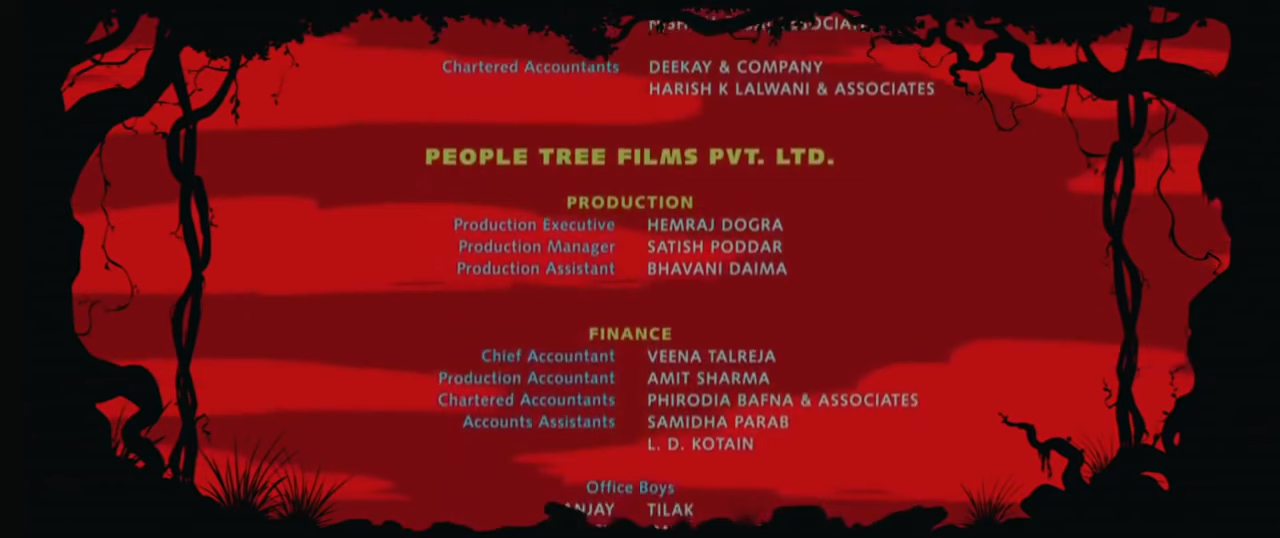 Chartered Accountants DEEKAY & COMPANY
HARISH K LALWANI & ASSOCIATES
PEOPLE TREE FILMS PVT. LTD.
PRODUCTION
Production Executive HEMRAJ DOGRA
Production Manager SATISH PODDAR
Production Assistant BHAVANI DAIMA
FINANCE
Chief Accountant VEENA TALREJA
Production Accountant AMIT SHARMA
Chartered Accountants PHIRODIA BAFNA & ASSOCIATES
Accounts Assistants SAMIDHA PARAB
L. D. KOTAIN
Office Boys
TILAK